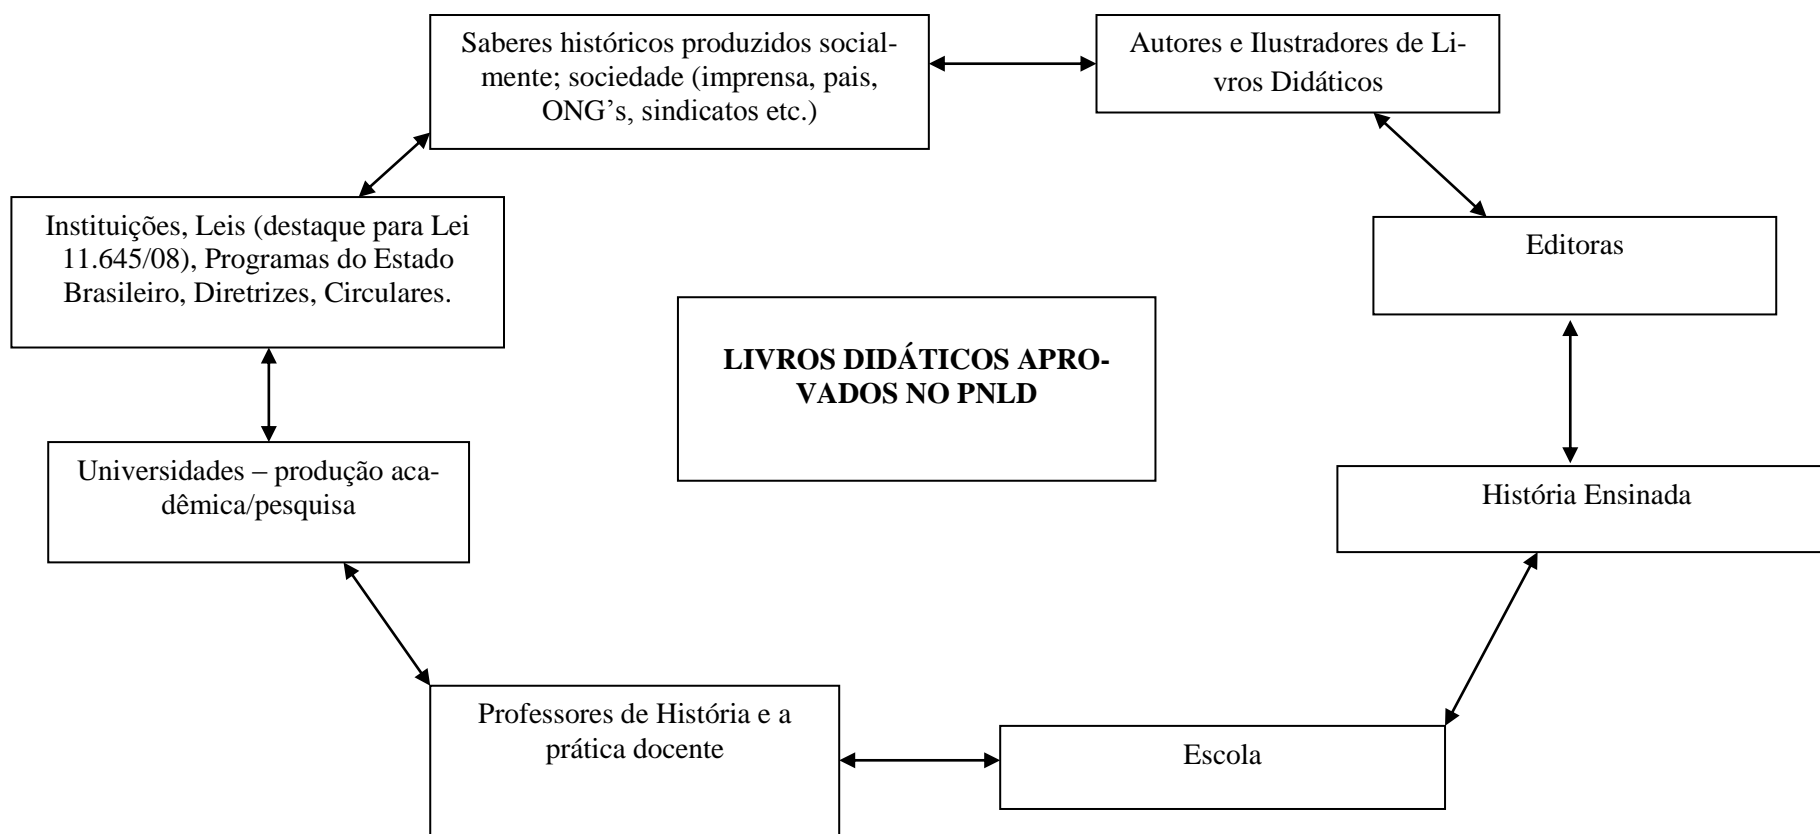 Saberes históricos produzidos social-
mente; sociedade (imprensa, pais,
ONG’s, sindicatos etc.)
Autores e Ilustradores de Li-
vros Didáticos
Instituições, Leis (destaque para Lei
11.645/08), Programas do Estado
Brasileiro, Diretrizes, Circulares.
Editoras
LIVROS DIDÁTICOS APRO-
VADOS NO PNLD
Universidades – produção aca-
dêmica/pesquisa
História Ensinada
Professores de História e a
prática docente
Escola